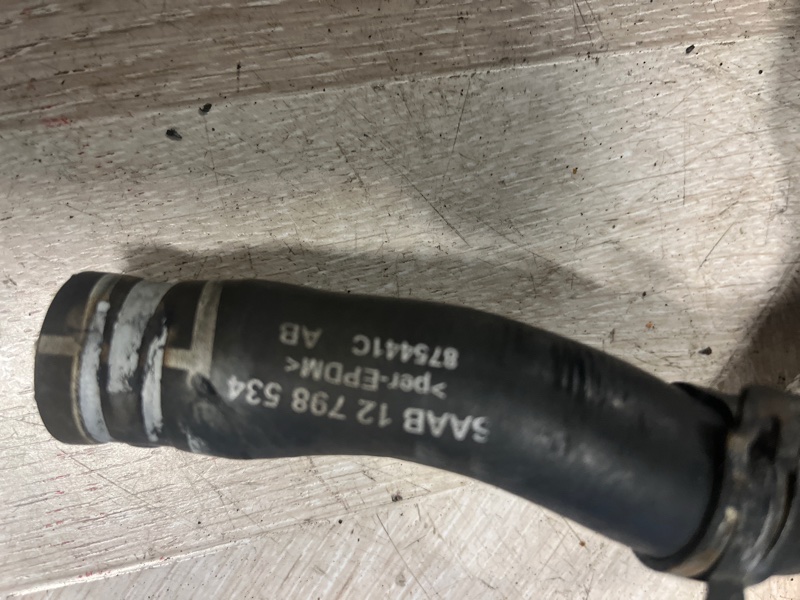 SAAB 12 798 534
>per-EPDM<
875441C AB